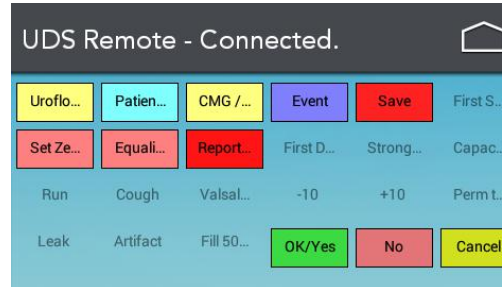 UDS Remote - Connected.
Uroflo... Patien... CMG /... Event Save First S...
Set Ze... Equali... Report... First D... Strong... Capac...
Run Cough Valsal... -10 +10 Perm t...
Leak Artifact Fill 50... OK/Yes No Cancel